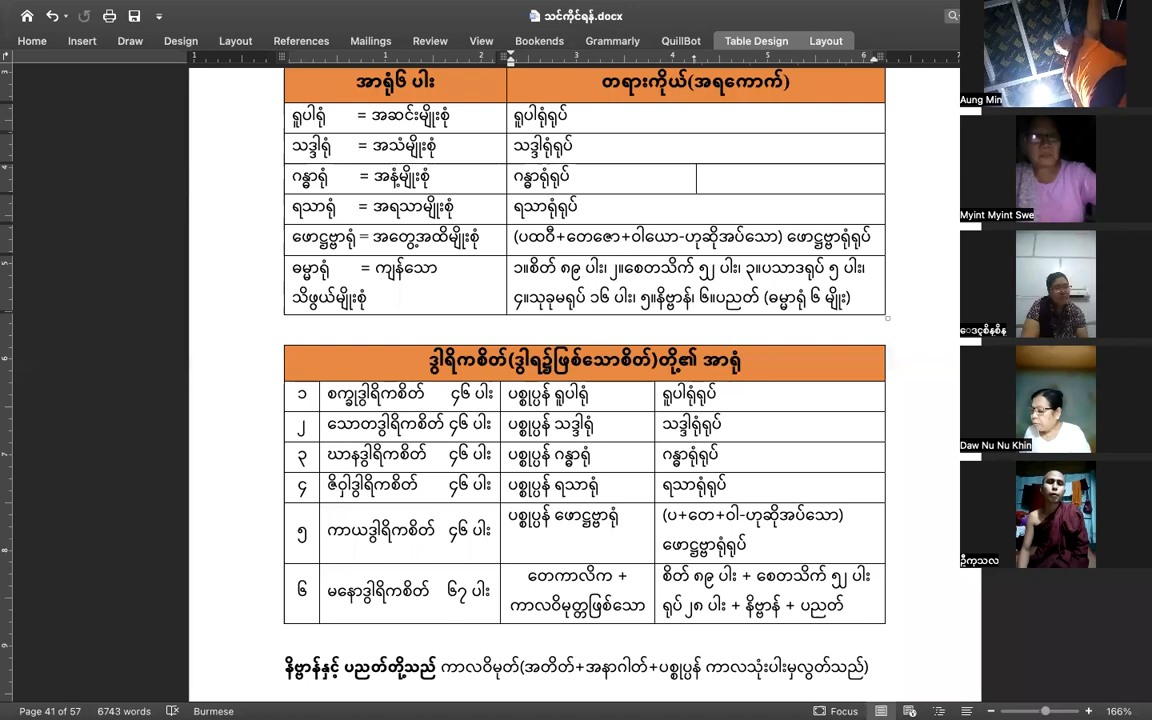 သင်ကိုင်ရန်.docx
Home Insert Draw Design Layout References Mailings Review View Bookends Grammarly QuillBot Table Design Layout
အာရုံ၆ ပါး တရားကိုယ်(အရကောက်)
ရူပါရုံ = အဆင်းမျိုးစုံ ရူပါရုံရုပ်
သဒ္ဒါရုံ = အသံမျိုးစုံ သဒ္ဒါရုံရုပ်
ဂန္ဓာရုံ = အနံ့မျိုးစုံ ဂန္ဓာရုံရုပ်
ရသာရုံ = အရသာမျိုးစုံ ရသာရုံရုပ်
ဖောဋ္ဌဗ္ဗာရုံ = အတွေ့အထိမျိုးစုံ (ပထဝီ+တေဇော+ဝါယော-ဟုဆိုအပ်သော) ဖောဋ္ဌဗ္ဗာရုံရုပ်
ဓမ္မာရုံ = ကျန်သော ၁။စိတ် ၈၉ ပါး၊ ၂။စေတသိက် ၅၂ ပါး၊ ၃။ပသာဒရုပ် ၅ ပါး၊
သိဖွယ်မျိုးစုံ ၄။သုခုမရုပ် ၁၆ ပါး၊ ၅။နိဗ္ဗာန်၊ ၆။ပညတ် (ဓမ္မာရုံ ၆ မျိုး)
ဒွါရိကစိတ်(ဒွါရ၌ဖြစ်သောစိတ်)တို့၏ အာရုံ
၁ စက္ခုဒွါရိကစိတ် ၄၆ ပါး ပစ္စုပ္ပန် ရူပါရုံ ရူပါရုံရုပ်
၂ သောတဒွါရိကစိတ် ၄၆ ပါး ပစ္စုပ္ပန် သဒ္ဒါရုံ သဒ္ဒါရုံရုပ်
၃ ဃာနဒွါရိကစိတ် ၄၆ ပါး ပစ္စုပ္ပန် ဂန္ဓာရုံ ဂန္ဓာရုံရုပ်
၄ ဇိဝှါဒွါရိကစိတ် ၄၆ ပါး ပစ္စုပ္ပန် ရသာရုံ ရသာရုံရုပ်
၅ ကာယဒွါရိကစိတ် ၄၆ ပါး ပစ္စုပ္ပန် ဖောဋ္ဌဗ္ဗာရုံ (ပ+တေ+ဝါ-ဟုဆိုအပ်သော)
ဖောဋ္ဌဗ္ဗာရုံရုပ်
၆ မနောဒွါရိကစိတ် ၆၇ ပါး တေကာလိက + စိတ် ၈၉ ပါး + စေတသိက် ၅၂ ပါး
ကာလဝိမုတ္တဖြစ်သော ရုပ် ၂၈ ပါး + နိဗ္ဗာန် + ပညတ်
နိဗ္ဗာန်နှင့် ပညတ်တို့သည် ကာလဝိမုတ်(အတိတ်+အနာဂါတ်+ပစ္စုပ္ပန် ကာလသုံးပါးမှလွတ်သည်)
Page 41 of 57 6743 words Burmese Focus 166%
Aung Min
Myint Myint Swe
Daw Nu Nu Khin
ဦးကုသလ